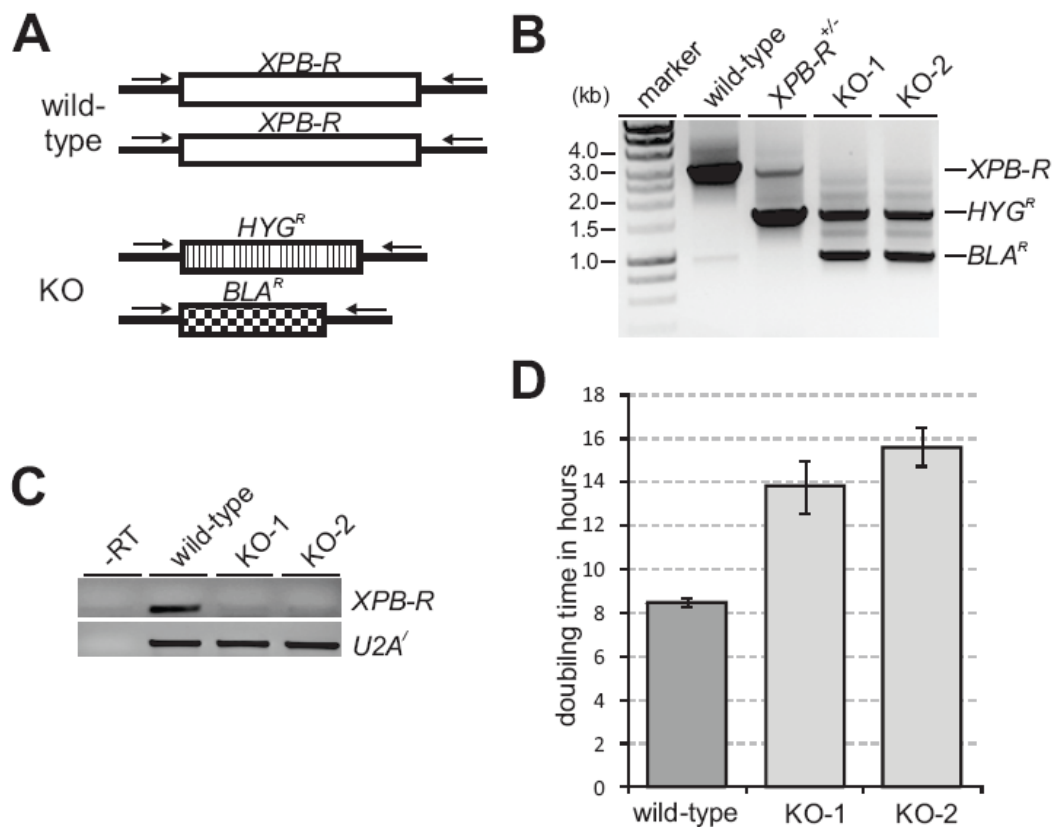 A
XPB-R
wild-
type
XPB-R
HYG^R
KO
BLA^R
B
(kb)
marker
wild-type
XPB-R^+/-
KO-1
KO-2
4.0
3.0
2.0
1.5
1.0
XPB-R
HYG^R
BLA^R
C
-RT
wild-type
KO-1
KO-2
XPB-R
U2A′
D
doubilng time in hours
18
16
14
12
10
8
6
4
2
0
wild-type
KO-1
KO-2